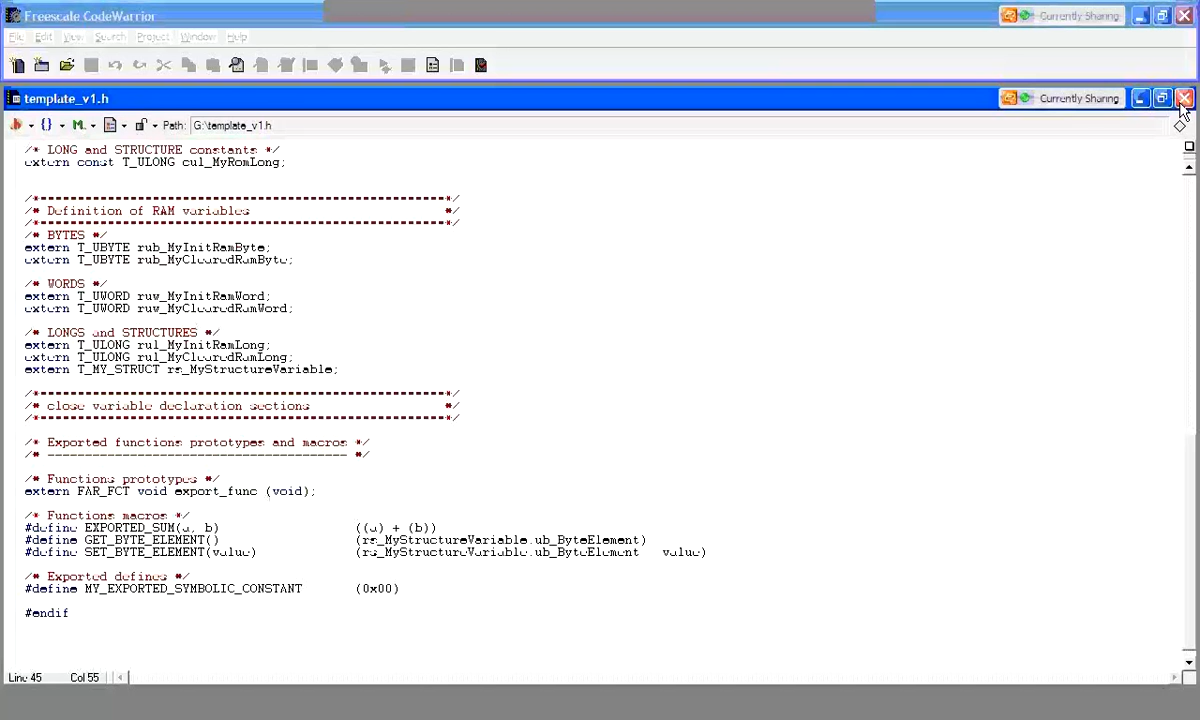 Freescale CodeWarrior
Currently Sharing
File Edit View Search Project Window Help
template_v1.h
Currently Sharing
{} M. Path: G:\template_v1.h
/* LONG and STRUCTURE constants */
extern const T_ULONG cul_MyRomLong;
/*------------------------------------------------------*/
/* Definition of RAM variables */
/*------------------------------------------------------*/
/* BYTES */
extern T_UBYTE rub_MyInitRamByte;
extern T_UBYTE rub_MyClearedRamByte;
/* WORDS */
extern T_UWORD ruw_MyInitRamWord;
extern T_UWORD ruw_MyClearedRamWord;
/* LONGS and STRUCTURES */
extern T_ULONG rul_MyInitRamLong;
extern T_ULONG rul_MyClearedRamLong;
extern T_MY_STRUCT rs_MyStructureVariable;
/*------------------------------------------------------*/
/* close variable declaration sections */
/*------------------------------------------------------*/
/* Exported functions prototypes and macros */
/* ---------------------------------------- */
/* Functions prototypes */
extern FAR_FCT void export_func (void);
/* Functions macros */
#define EXPORTED_SUM(a, b) ((a) + (b))
#define GET_BYTE_ELEMENT() (rs_MyStructureVariable.ub_ByteElement)
#define SET_BYTE_ELEMENT(value) (rs_MyStructureVariable.ub_ByteElement value)
/* Exported defines */
#define MY_EXPORTED_SYMBOLIC_CONSTANT (0x00)
#endif
Line 45 Col 55